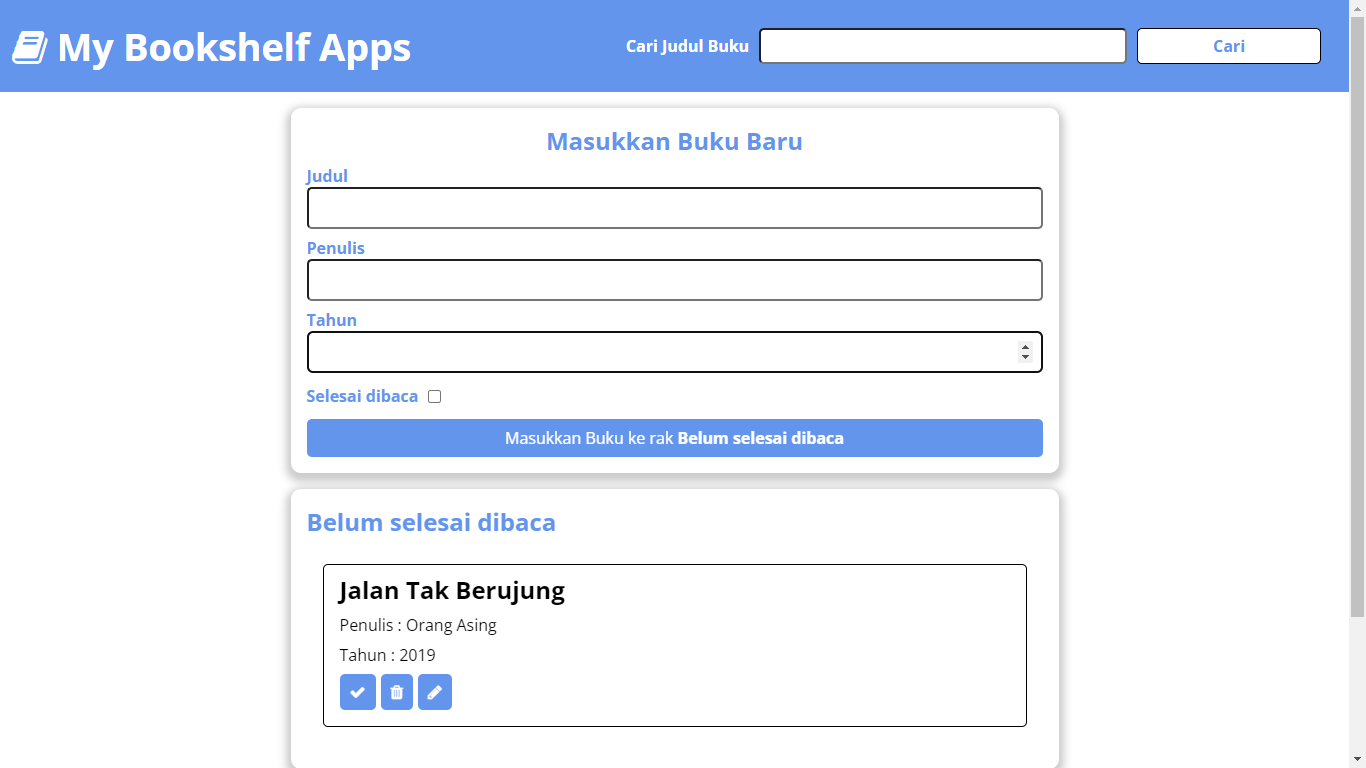 My Bookshelf Apps
Cari Judul Buku
Cari
Masukkan Buku Baru
Judul
Penulis
Tahun
Selesai dibaca
Masukkan Buku ke rak Belum selesai dibaca
Belum selesai dibaca
Jalan Tak Berujung
Penulis : Orang Asing
Tahun : 2019